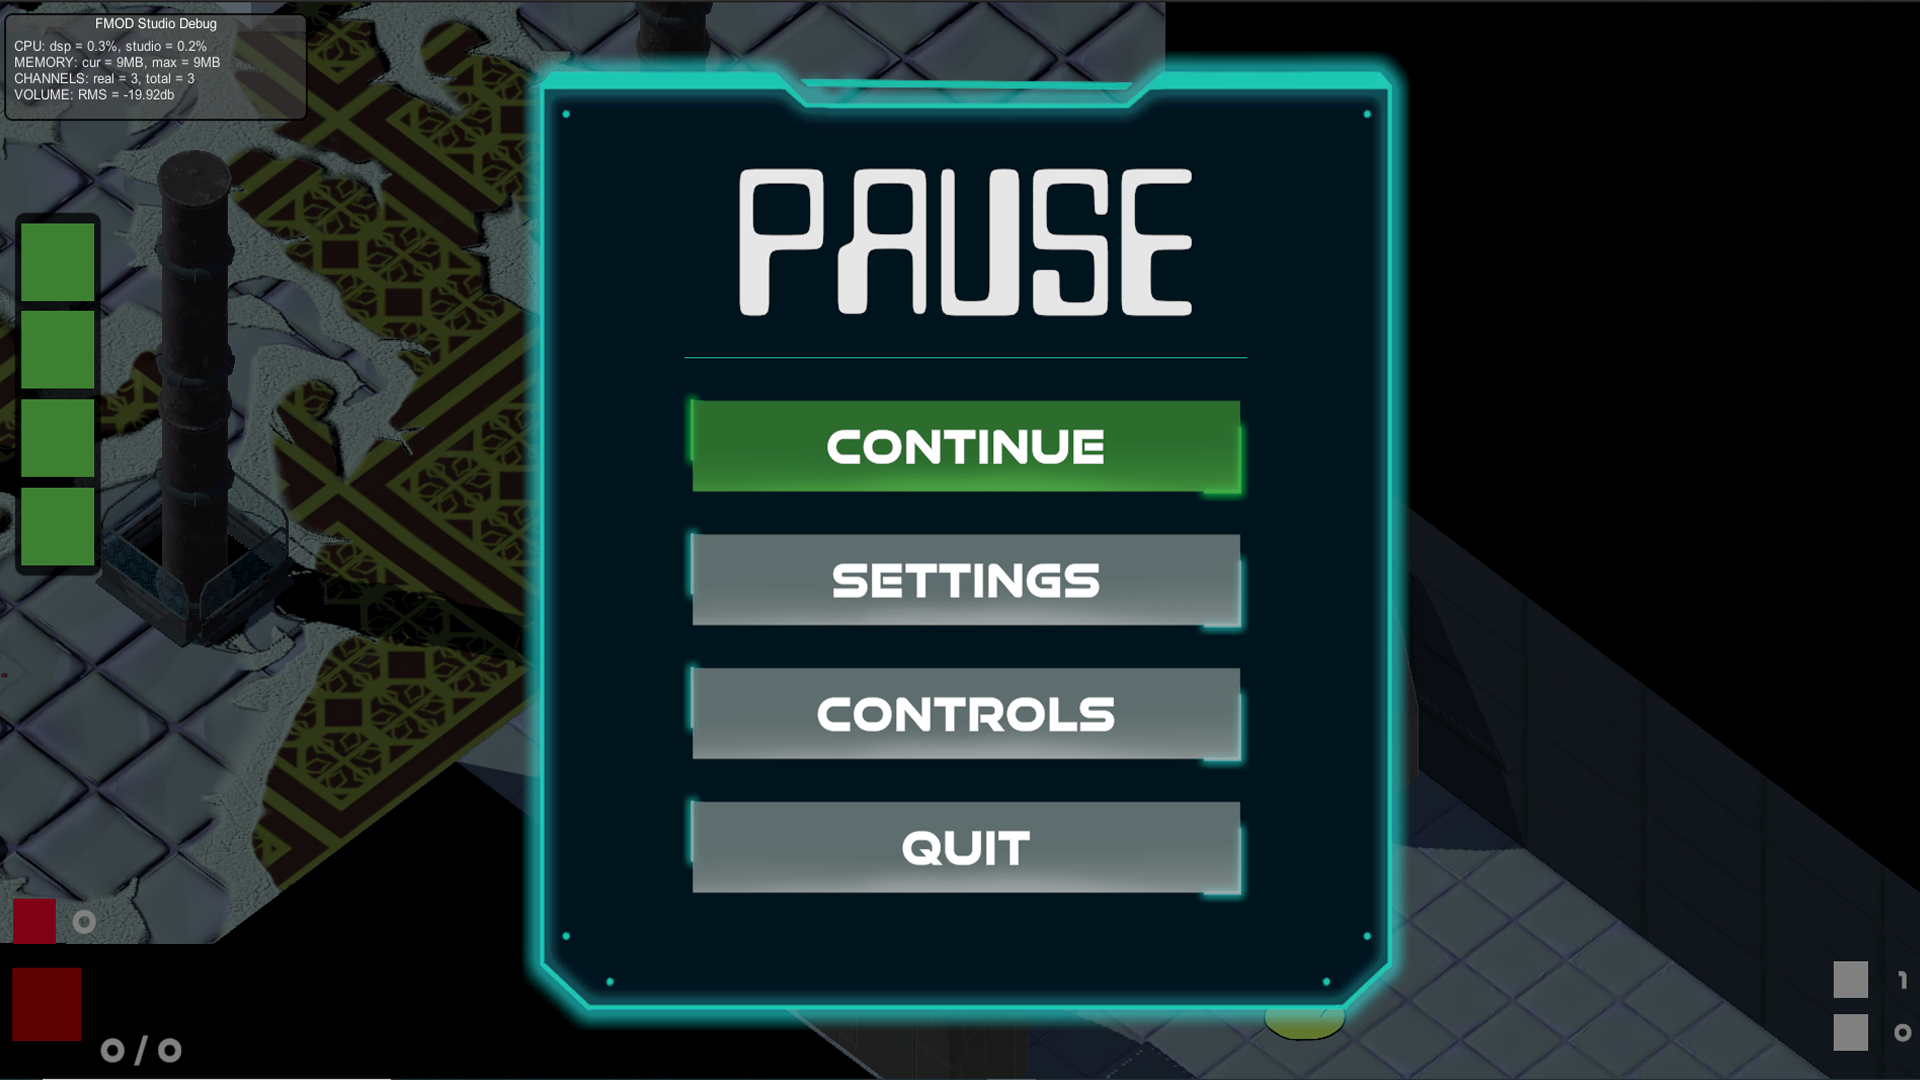 FMOD Studio Debug
CPU: dsp = 0.3%, studio = 0.2%
MEMORY: cur = 9MB, max = 9MB
CHANNELS: real = 3, total = 3
VOLUME: RMS = -19.92db
PAUSE
CONTINUE
SETTINGS
CONTROLS
QUIT
0
0/0
1
0